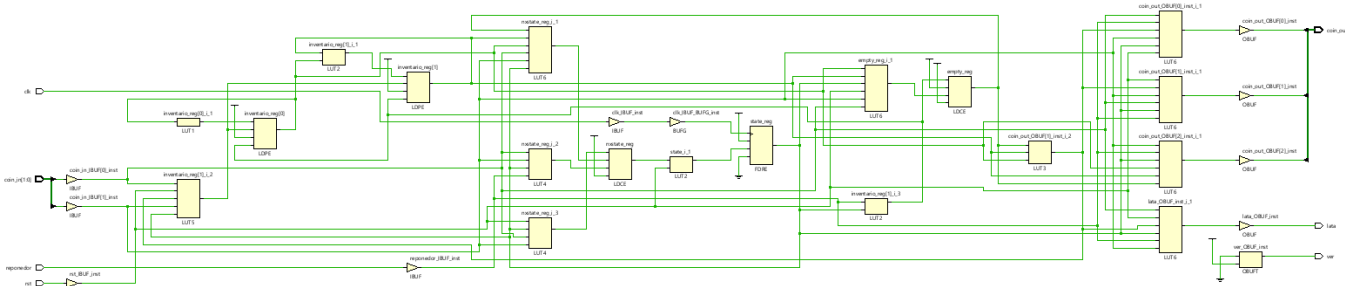 nxstate_reg_i_1
LUT6
inventario_reg[1]_i_1
LUT2
inventario_reg[1]
LDPE
clk
inventario_reg[0]_i_1
LUT1
inventario_reg[0]
LDPE
coin_in[1:0]
coin_in_IBUF[0]_inst
IBUF
coin_in_IBUF[1]_inst
IBUF
inventario_reg[1]_i_2
LUT5
reponedor
rst
rst_IBUF_inst
IBUF
reponedor_IBUF_inst
IBUF
nxstate_reg_i_2
LUT4
nxstate_reg_i_3
LUT4
clk_IBUF_inst
IBUF
clk_IBUF_BUFG_inst
BUFG
nxstate_reg
LDCE
state_i_1
LUT2
state_reg
FDRE
empty_reg_i_1
LUT6
empty_reg
LDCE
inventario_reg[1]_i_3
LUT2
coin_out_OBUF[1]_inst_i_2
LUT3
coin_out_OBUF[0]_inst_i_1
LUT6
coin_out_OBUF[1]_inst_i_1
LUT6
coin_out_OBUF[2]_inst_i_1
LUT6
lata_OBUF_inst_i_1
LUT6
coin_out_OBUF[0]_inst
OBUF
coin_out_OBUF[1]_inst
OBUF
coin_out_OBUF[2]_inst
OBUF
lata_OBUF_inst
OBUF
ver_OBUF_inst
OBUFT
coin_ou
lata
ver